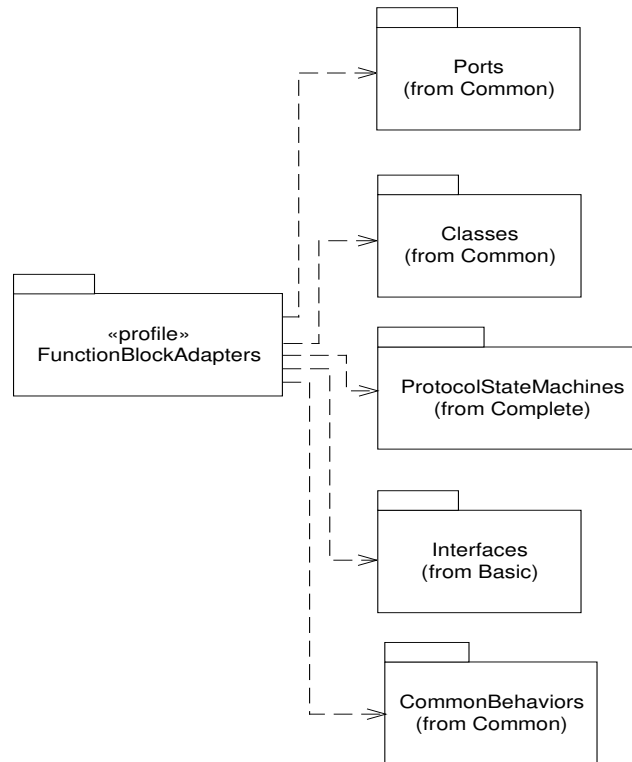 Ports
(from Common)
Classes
(from Common)
«profile»
FunctionBlockAdapters
ProtocolStateMachines
(from Complete)
Interfaces
(from Basic)
CommonBehaviors
(from Common)